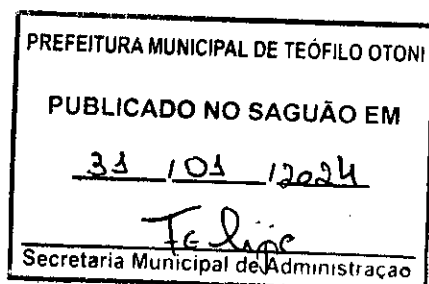 PREFEITURA MUNICIPAL DE TEÓFILO OTONI
PUBLICADO NO SAGUÃO EM
31 / 01 / 2024
Felipe
Secretaria Municipal de Administração